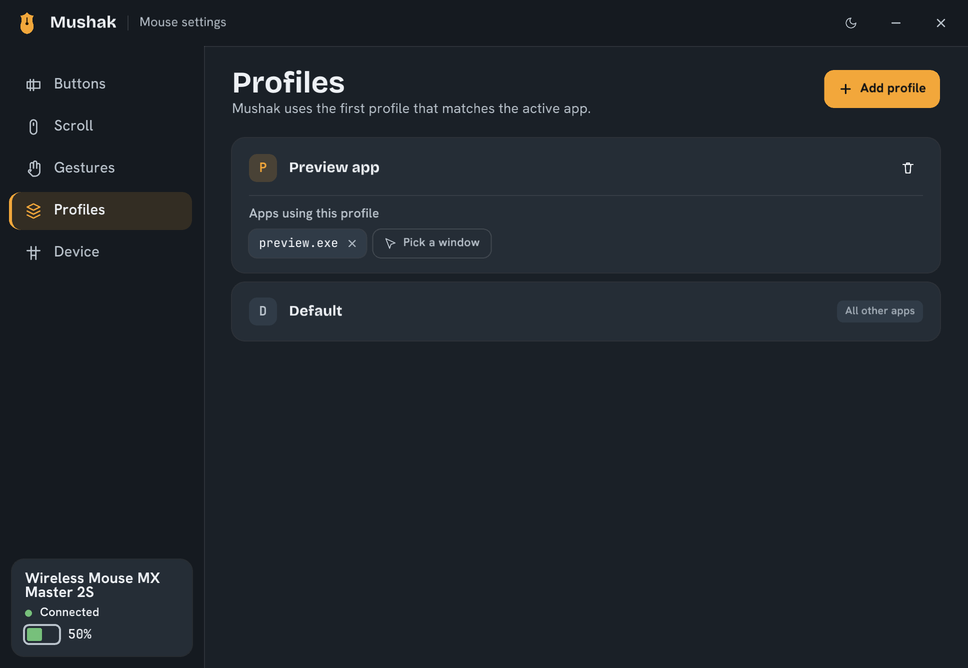 Mushak
Mouse settings
Buttons
Scroll
Gestures
Profiles
Device
Wireless Mouse MX
Master 2S
Connected
50%
Profiles
Mushak uses the first profile that matches the active app.
Add profile
P
Preview app
Apps using this profile
preview.exe
Pick a window
D
Default
All other apps